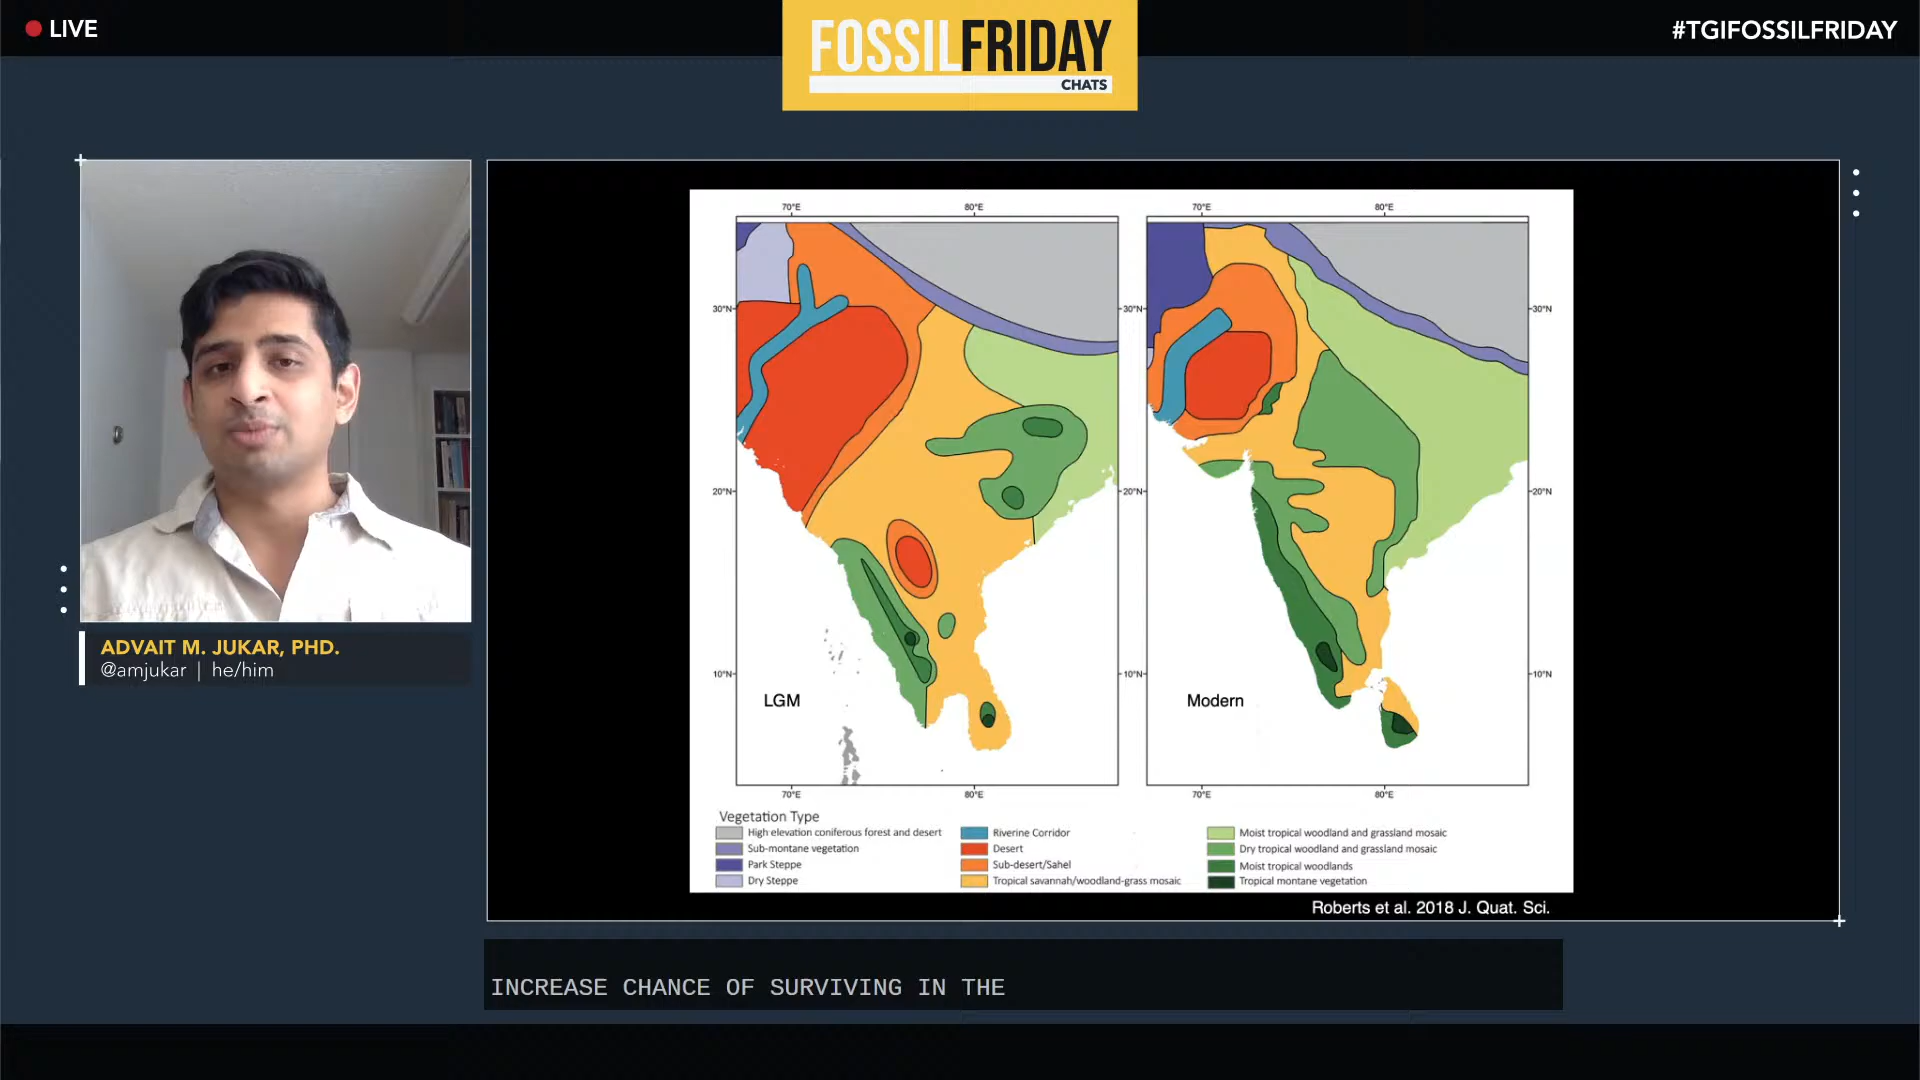 LIVE
FOSSILFRIDAY
CHATS
#TGIFOSSILFRIDAY
70°E 80°E 70°E 80°E
30°N 30°N 30°N
20°N 20°N 20°N
10°N 10°N 10°N
LGM Modern
70°E 80°E 70°E 80°E
Vegetation Type
High elevation coniferous forest and desert
Sub-montane vegetation
Park Steppe
Dry Steppe
Riverine Corridor
Desert
Sub-desert/Sahel
Tropical savannah/woodland-grass mosaic
Moist tropical woodland and grassland mosaic
Dry tropical woodland and grassland mosaic
Moist tropical woodlands
Tropical montane vegetation
Roberts et al. 2018 J. Quat. Sci.
ADVAIT M. JUKAR, PHD.
@amjukar | he/him
INCREASE CHANCE OF SURVIVING IN THE